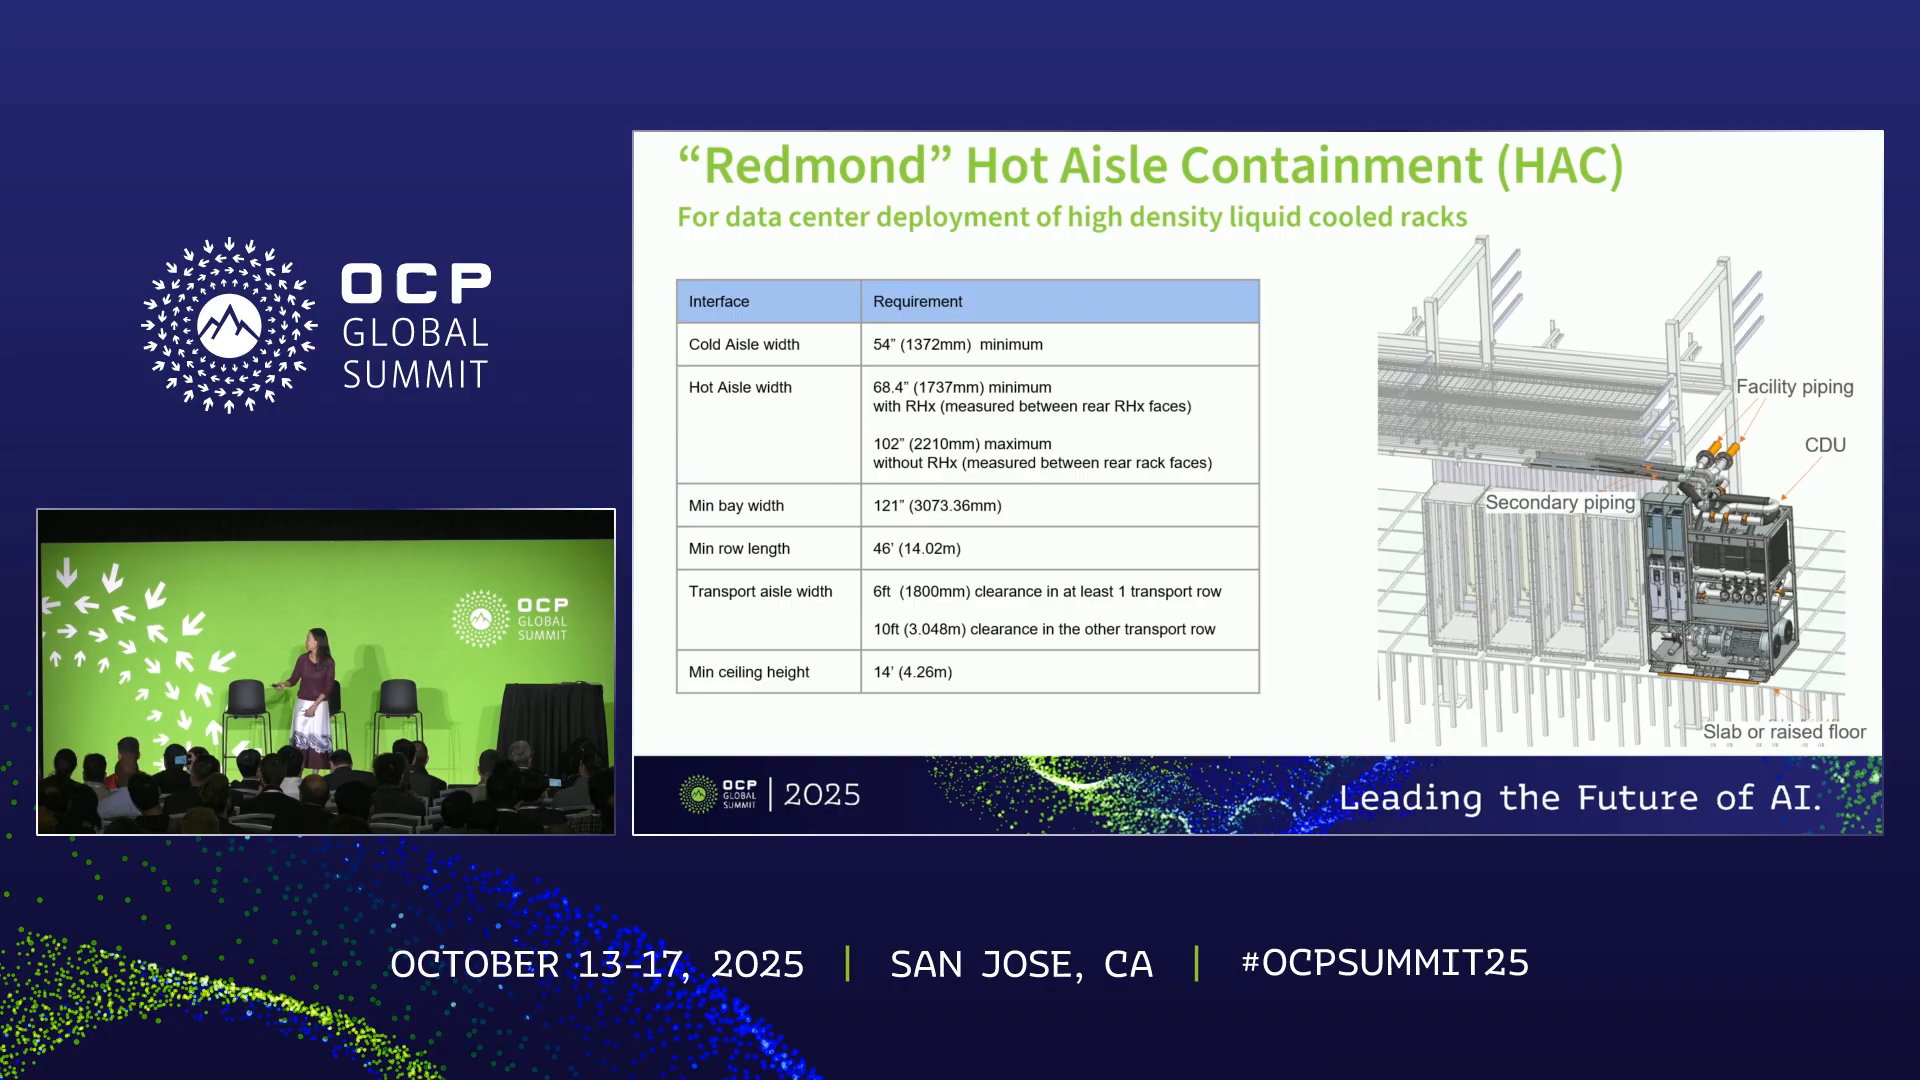 OCP
GLOBAL
SUMMIT
“Redmond” Hot Aisle Containment (HAC)
For data center deployment of high density liquid cooled racks
Interface Requirement
Cold Aisle width 54” (1372mm) minimum
Hot Aisle width 68.4” (1737mm) minimum
with RHx (measured between rear RHx faces)
102” (2210mm) maximum
without RHx (measured between rear rack faces)
Min bay width 121” (3073.36mm)
Min row length 46’ (14.02m)
Transport aisle width 6ft (1800mm) clearance in at least 1 transport row
10ft (3.048m) clearance in the other transport row
Min ceiling height 14’ (4.26m)
Facility piping
CDU
Secondary piping
Slab or raised floor
OCP
GLOBAL
SUMMIT
2025
Leading the Future of AI.
OCP
GLOBAL
SUMMIT
OCTOBER 13-17, 2025 | SAN JOSE, CA | #OCPSUMMIT25